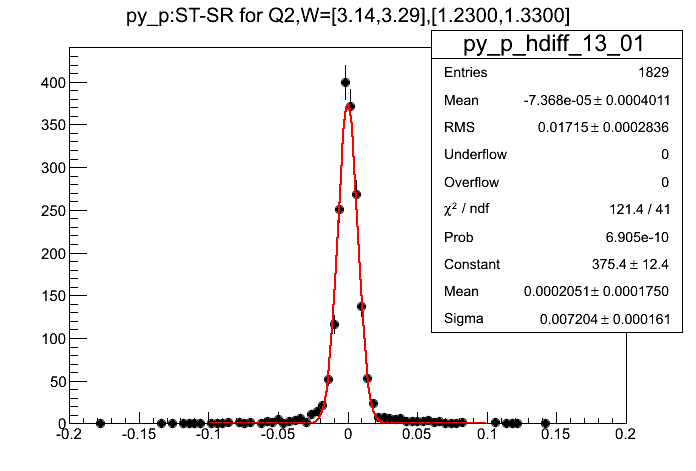 py_p:ST-SR for Q2,W=[3.14,3.29],[1.2300,1.3300]
py_p_hdiff_13_01
Entries 1829
Mean -7.368e-05 ± 0.0004011
RMS 0.01715 ± 0.0002836
Underflow 0
Overflow 0
χ² / ndf 121.4 / 41
Prob 6.905e-10
Constant 375.4 ± 12.4
Mean 0.0002051 ± 0.0001750
Sigma 0.007204 ± 0.000161
400
350
300
250
200
150
100
50
0
-0.2 -0.15 -0.1 -0.05 0 0.05 0.1 0.15 0.2